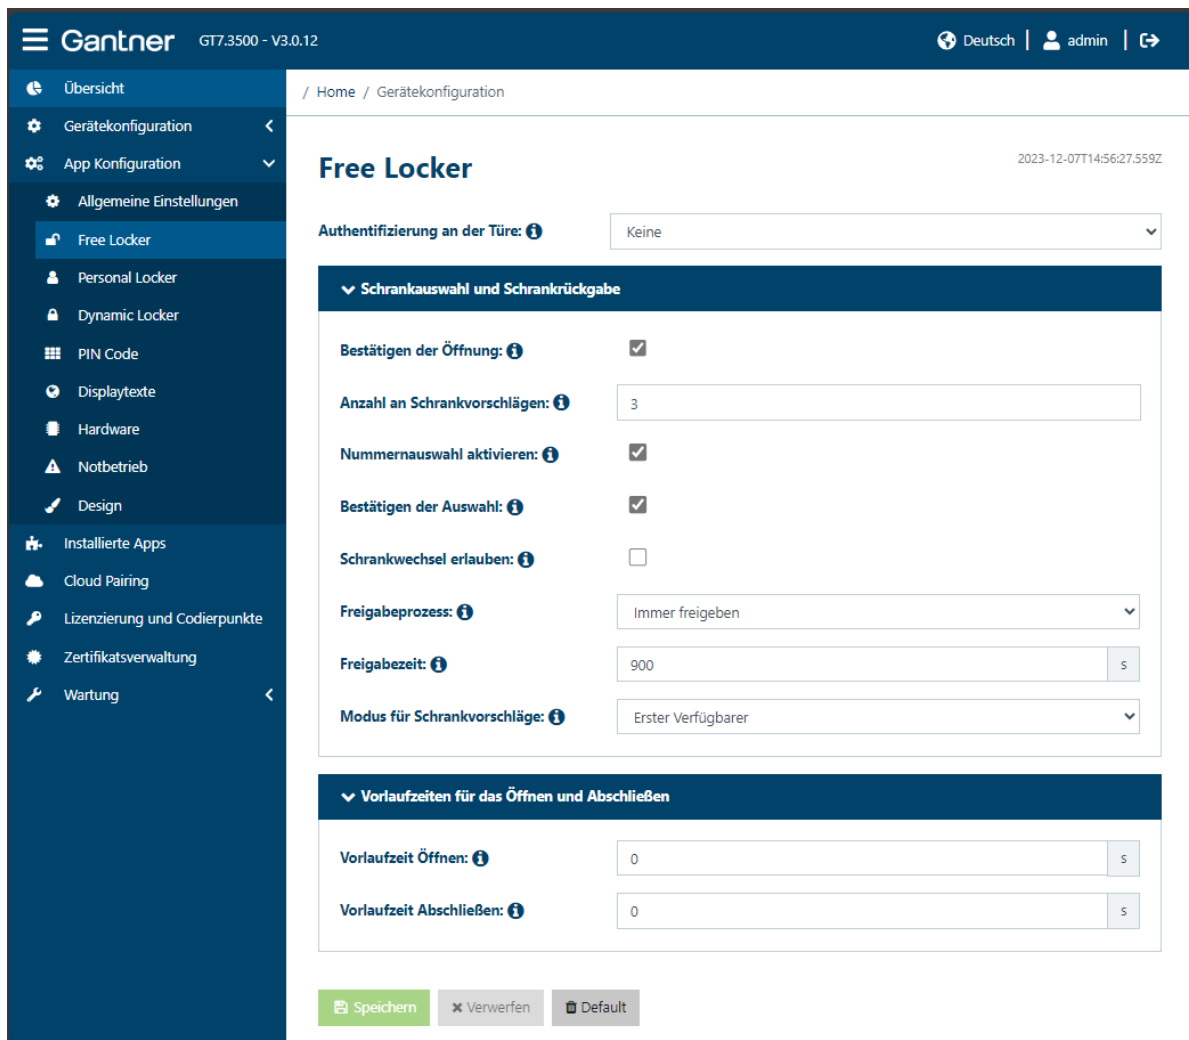 Gantner GT7.3500 - V3.0.12
Deutsch | admin |
Übersicht
Gerätekonfiguration
App Konfiguration
Allgemeine Einstellungen
Free Locker
Personal Locker
Dynamic Locker
PIN Code
Displaytexte
Hardware
Notbetrieb
Design
Installierte Apps
Cloud Pairing
Lizenzierung und Codierpunkte
Zertifikatsverwaltung
Wartung
/ Home / Gerätekonfiguration
Free Locker
2023-12-07T14:56:27.559Z
Authentifizierung an der Türe: Keine
Schrankauswahl und Schrankrückgabe
Bestätigen der Öffnung:
Anzahl an Schrankvorschlägen: 3
Nummernauswahl aktivieren:
Bestätigen der Auswahl:
Schrankwechsel erlauben:
Freigabeprozess: Immer freigeben
Freigabezeit: 900 s
Modus für Schrankvorschläge: Erster Verfügbarer
Vorlaufzeiten für das Öffnen und Abschließen
Vorlaufzeit Öffnen: 0 s
Vorlaufzeit Abschließen: 0 s
Speichern Verwerfen Default